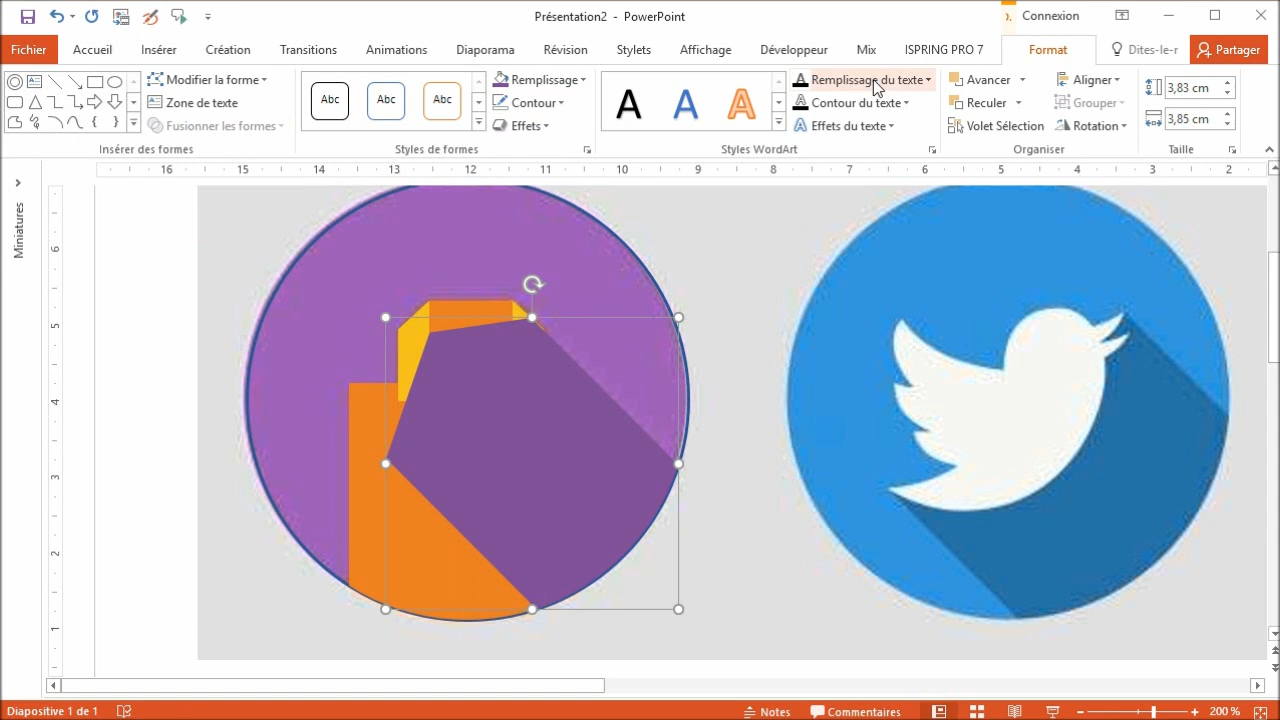 Présentation2 - PowerPoint
Connexion
Fichier Accueil Insérer Création Transitions Animations Diaporama Révision Stylets Affichage Développeur Mix ISPRING PRO 7 Format Dites-le-r Partager
Modifier la forme
Zone de texte
Fusionner les formes
Insérer des formes
Abc Abc Abc
Remplissage
Contour
Effets
Styles de formes
A A A
Remplissage du texte
Contour du texte
Effets du texte
Styles WordArt
Avancer
Reculer
Volet Sélection
Aligner
Grouper
Rotation
Organiser
3,83 cm
3,85 cm
Taille
16 15 14 13 12 11 10 9 8 7 6 5 4 3 2
Miniatures
6
5
4
3
2
1
Diapositive 1 de 1 Notes Commentaires 200 %